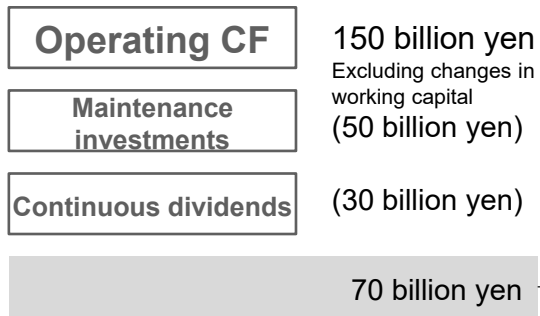 Operating CF
150 billion yen
Excluding changes in
working capital
Maintenance
investments
(50 billion yen)
Continuous dividends
(30 billion yen)
70 billion yen